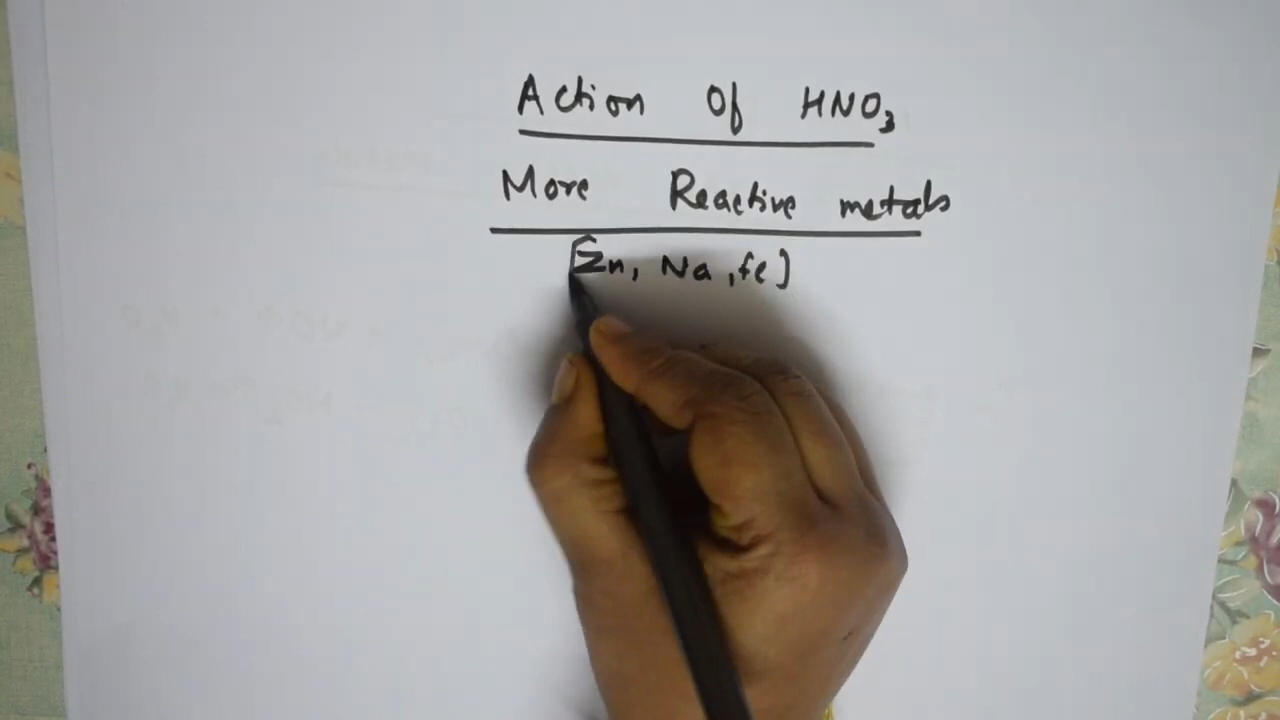 Action Of HNO₃
More Reactive metals
[Zn, Na, fe]